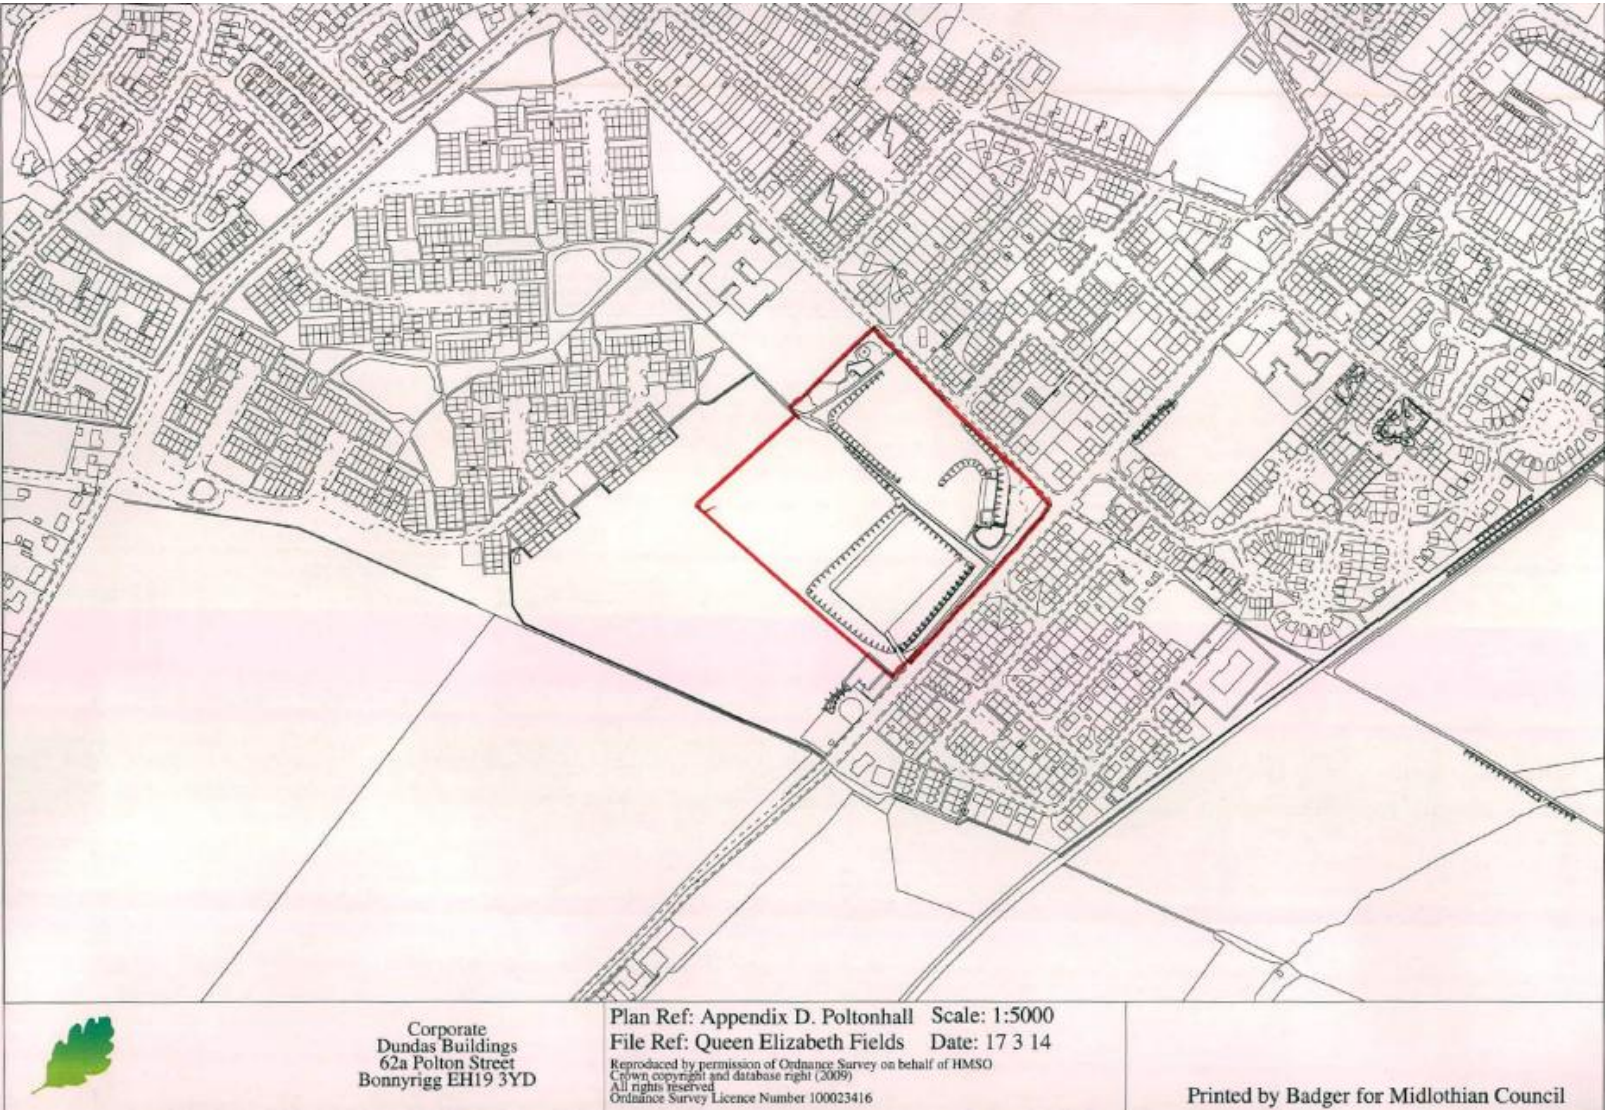 Corporate
Dundas Buildings
62a Polton Street
Bonnyrigg EH19 3YD
Plan Ref: Appendix D. Poltonhall Scale: 1:5000
File Ref: Queen Elizabeth Fields Date: 17 3 14
Reproduced by permission of Ordnance Survey on behalf of HMSO
Crown copyright and database right (2009)
All rights reserved
Ordnance Survey Licence Number 100023416
Printed by Badger for Midlothian Council